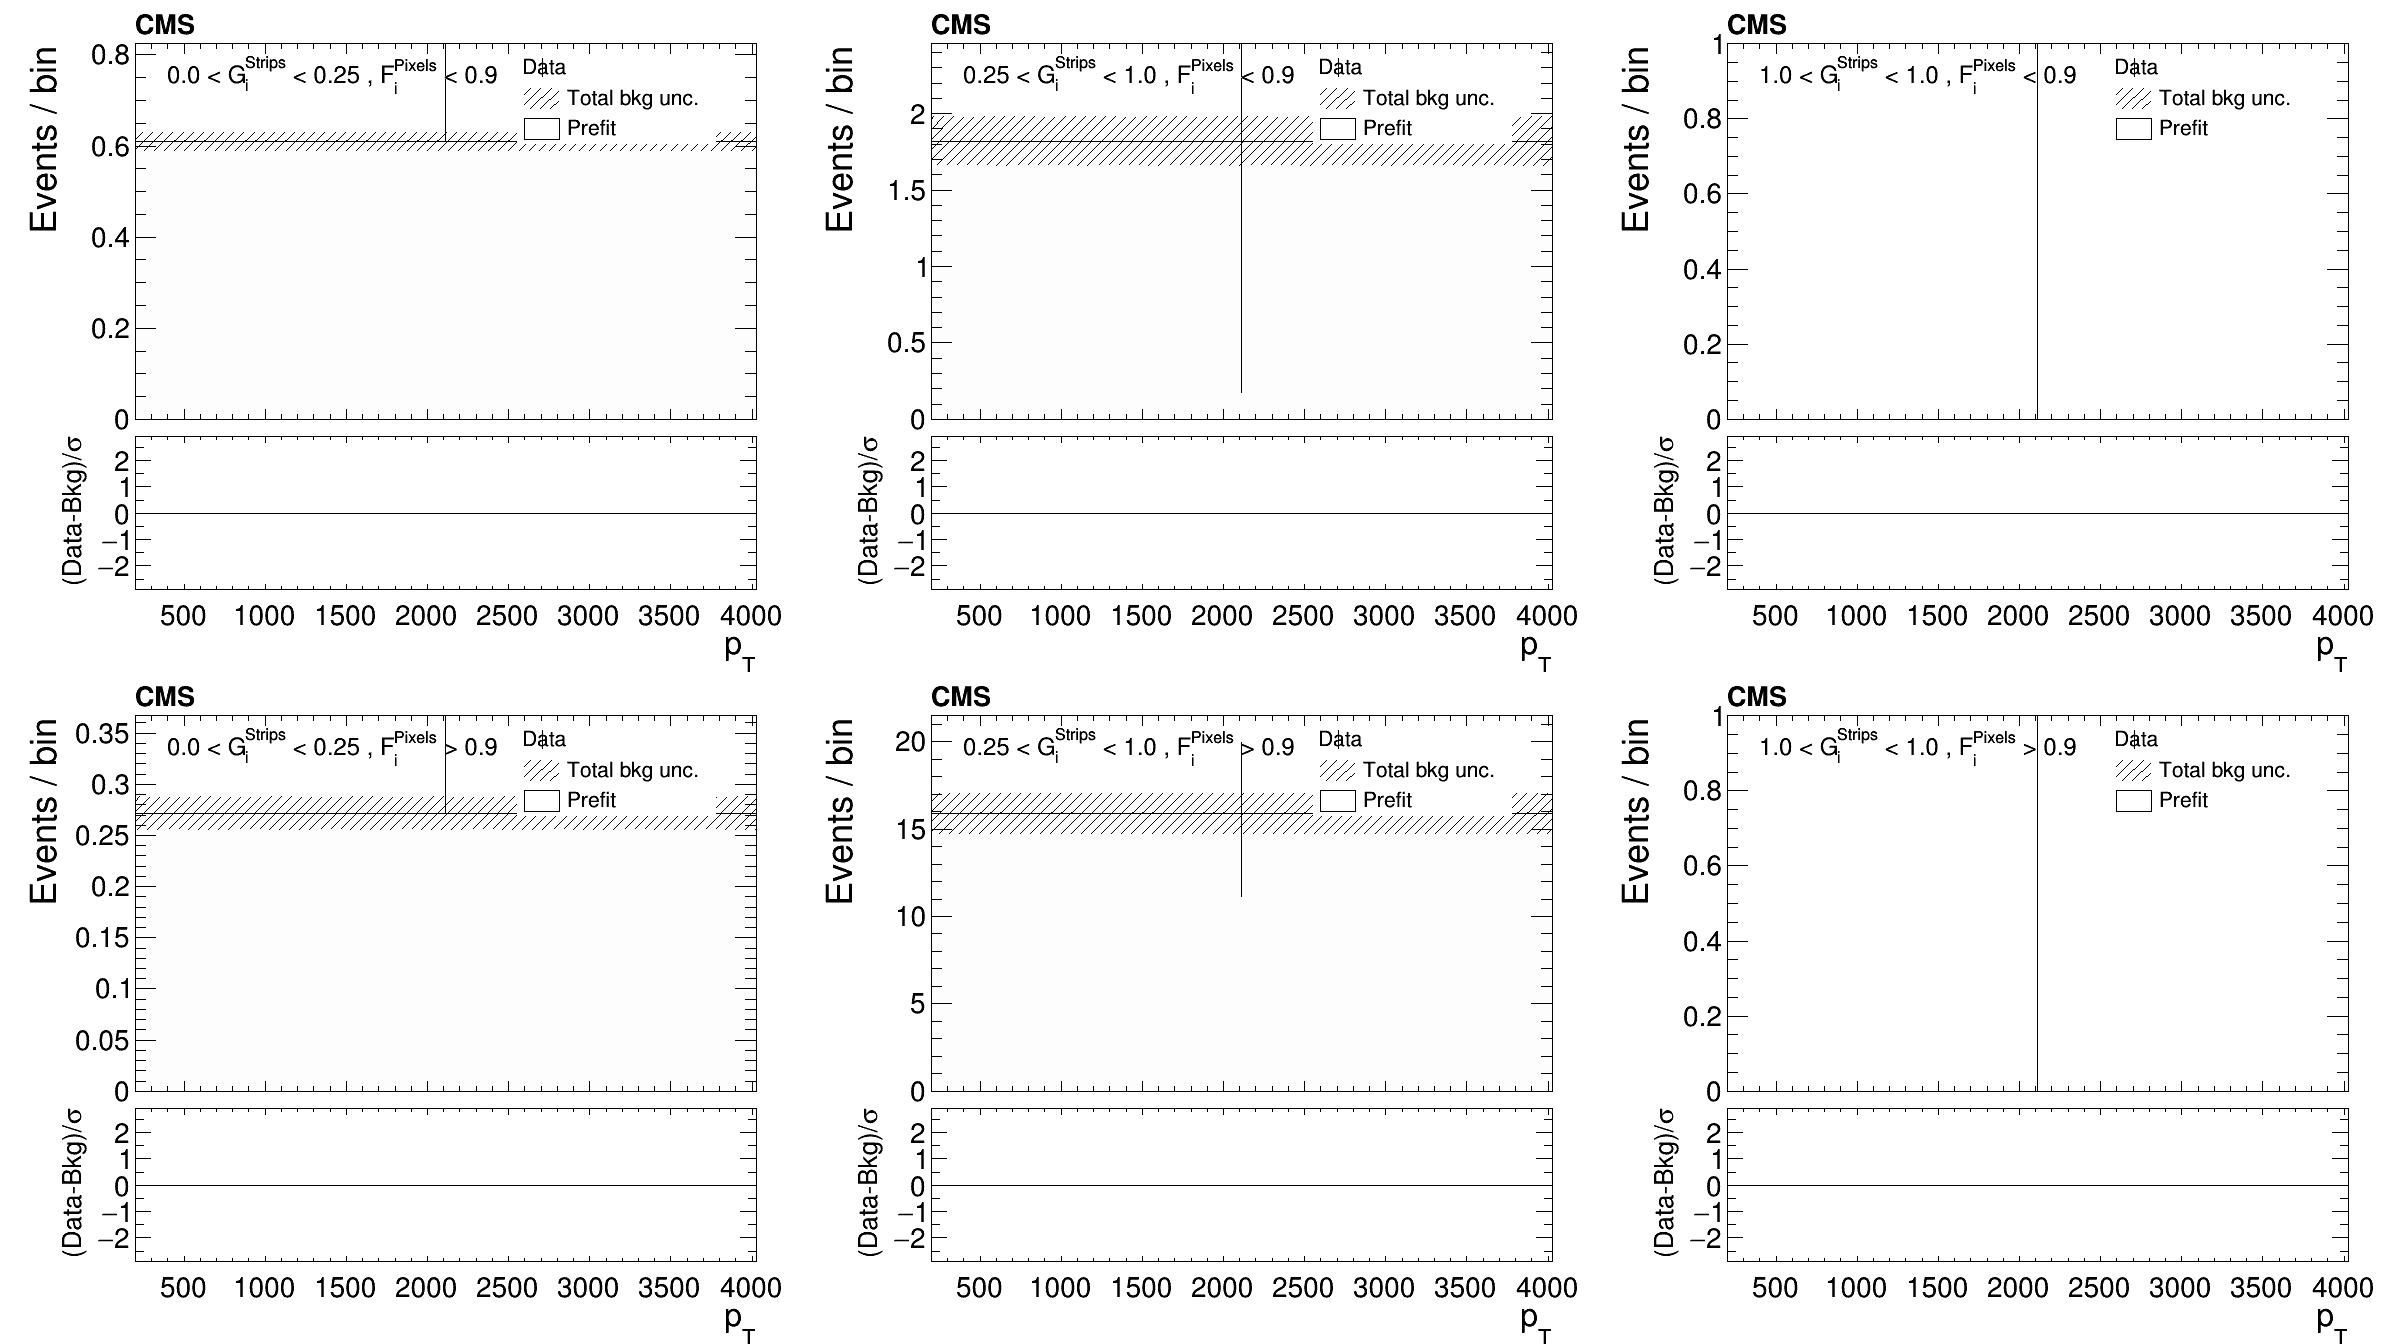 CMS
Events / bin
0.0 < G_i^Strips < 0.25 , F_i^Pixels < 0.9
Data
Total bkg unc.
Prefit
0.8
0.6
0.4
0.2
0
(Data-Bkg)/σ
2
1
0
−1
−2
500 1000 1500 2000 2500 3000 3500 4000
p_T
CMS
Events / bin
0.25 < G_i^Strips < 1.0 , F_i^Pixels < 0.9
Data
Total bkg unc.
Prefit
2
1.5
1
0.5
0
(Data-Bkg)/σ
2
1
0
−1
−2
500 1000 1500 2000 2500 3000 3500 4000
p_T
CMS
Events / bin
1.0 < G_i^Strips < 1.0 , F_i^Pixels < 0.9
Data
Total bkg unc.
Prefit
1
0.8
0.6
0.4
0.2
0
(Data-Bkg)/σ
2
1
0
−1
−2
500 1000 1500 2000 2500 3000 3500 4000
p_T
CMS
Events / bin
0.0 < G_i^Strips < 0.25 , F_i^Pixels > 0.9
Data
Total bkg unc.
Prefit
0.35
0.3
0.25
0.2
0.15
0.1
0.05
0
(Data-Bkg)/σ
2
1
0
−1
−2
500 1000 1500 2000 2500 3000 3500 4000
p_T
CMS
Events / bin
0.25 < G_i^Strips < 1.0 , F_i^Pixels > 0.9
Data
Total bkg unc.
Prefit
20
15
10
5
0
(Data-Bkg)/σ
2
1
0
−1
−2
500 1000 1500 2000 2500 3000 3500 4000
p_T
CMS
Events / bin
1.0 < G_i^Strips < 1.0 , F_i^Pixels > 0.9
Data
Total bkg unc.
Prefit
1
0.8
0.6
0.4
0.2
0
(Data-Bkg)/σ
2
1
0
−1
−2
500 1000 1500 2000 2500 3000 3500 4000
p_T